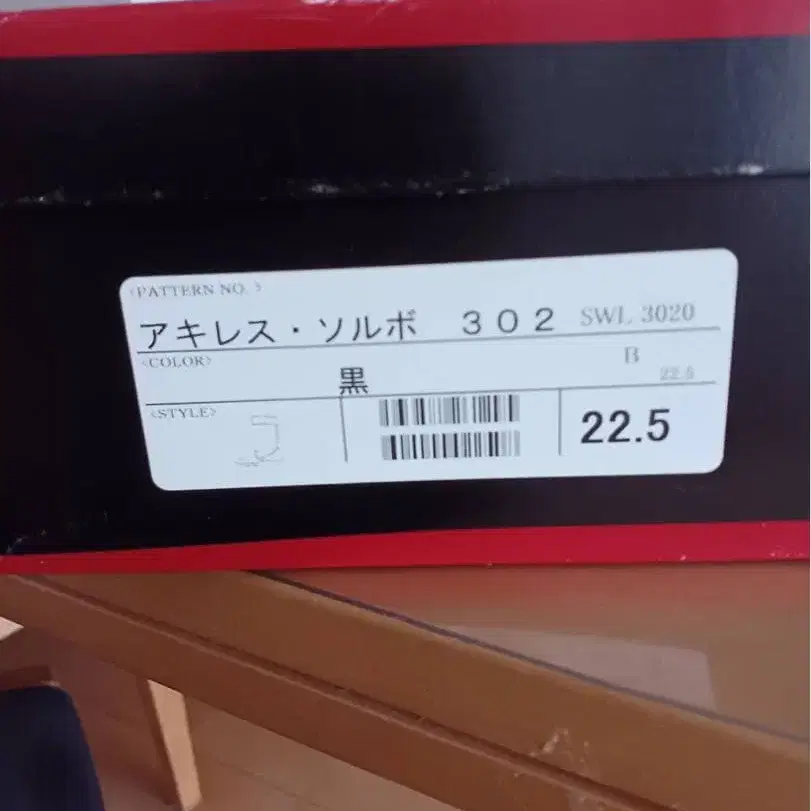 <PATTERN NO.>
アキレス・ソルボ 302 SWL 3020
<COLOR>
黒 B
22.5
<STYLE>
22.5